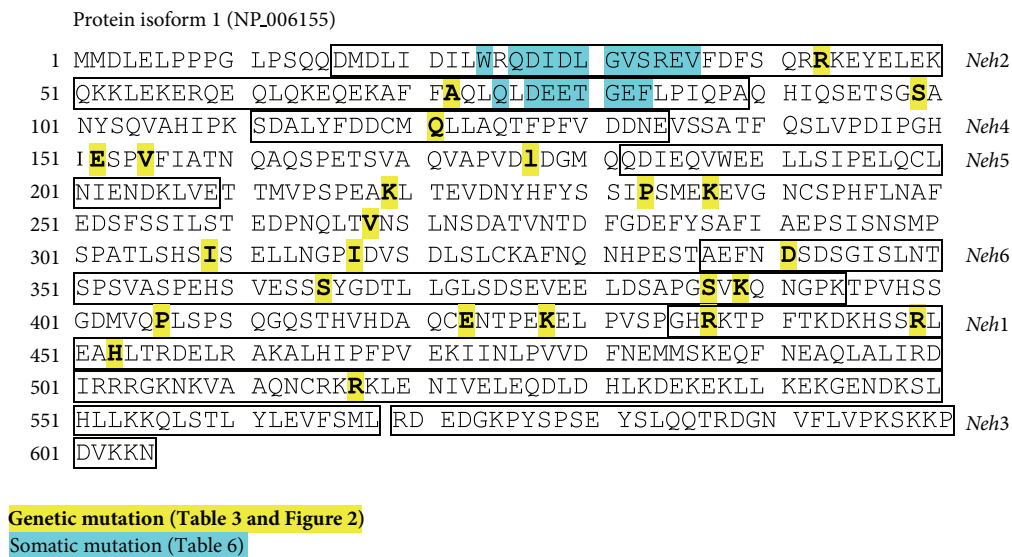 Protein isoform 1 (NP_006155)
1 MMDLELPPPG LPSQQDMDLI DILWRQDIDL GVSREVFDFS QRRKEYELEK Neh2
51 QKKLEKERQE QLQKEQEKAFF FAQLQLDEET GEFLPIQPAQ HIQSETSGSA
101 NYSQVAHIPK SDALYFDDCM QLLAQTFPFV DDNEVSSATF QSLVPDIPGH Neh4
151 IESPVFIATN QAQSPETSVA QVAPVDlDGMQ QDIEQVWEE LLSIPELQCL Neh5
201 NIENDKLVET TMVPSPEAKL TEVDNYHFYS SIPSMEKEVG NCSPHFLNAF
251 EDSFSSILST EDPNQLTVNS LNSDATVNTD FGDEFYSAFI AEPSISNSMP
301 SPATLSHSIS ELLNGPIDVS DLSLCKAFNQ NHPESTAEFN DSDSGISLNT Neh6
351 SPSVASPEHS VESSSYGDTL LGLSDSEVEE LDSAPGSVKQ NGPKTPVHSS
401 GDMVQPLSPS QGQSTHVHDA QCENTPEKEL PVSPGHRKTP FTKDKHSSRL Neh1
451 EAHLTRDELR AKALHIPFPV EKIINLPVVD FNEMMSKEQF NEAQLALIRD
501 IRRRGKNKVA AQNCRKRKLE NIVELEQDLD HLKDEKEKLL KEKGENDKSL
551 HLLKKQLSTL YLEVFSML RD EDGKPYSPSE YSLQQTRDGN VFLVPKSKKP Neh3
601 DVKKN
Genetic mutation (Table 3 and Figure 2)
Somatic mutation (Table 6)